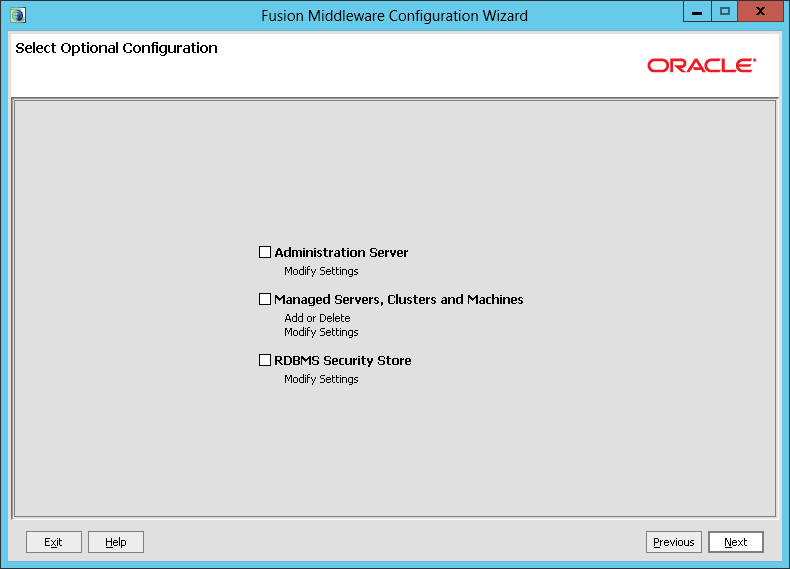 Fusion Middleware Configuration Wizard
Select Optional Configuration
ORACLE
Administration Server
Modify Settings
Managed Servers, Clusters and Machines
Add or Delete
Modify Settings
RDBMS Security Store
Modify Settings
Exit Help Previous Next